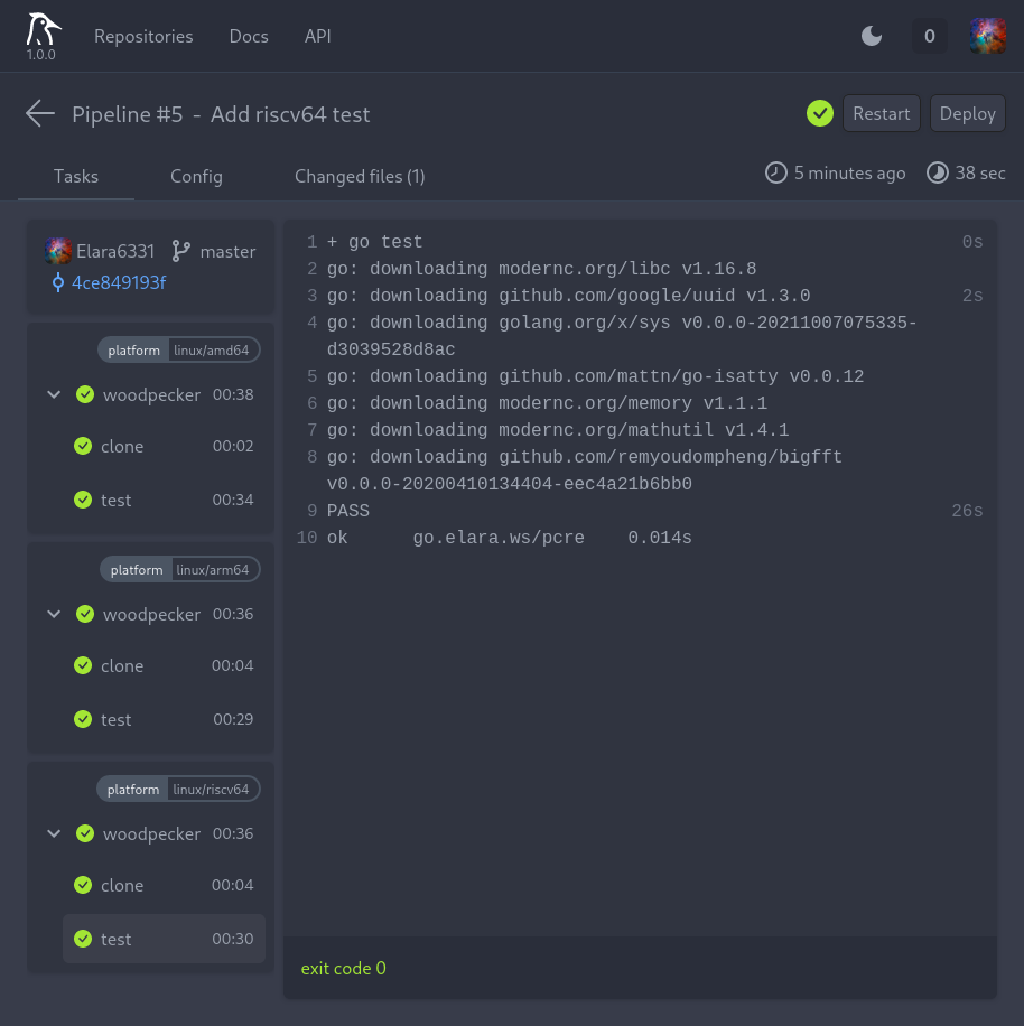 Repositories Docs API 0
1.0.0
Pipeline #5 - Add riscv64 test Restart Deploy
Tasks Config Changed files (1) 5 minutes ago 38 sec
Elara6331 master
4ce849193f
platform linux/amd64
woodpecker 00:38
clone 00:02
test 00:34
platform linux/arm64
woodpecker 00:36
clone 00:04
test 00:29
platform linux/riscv64
woodpecker 00:36
clone 00:04
test 00:30
1 + go test 0s
2 go: downloading modernc.org/libc v1.16.8
3 go: downloading github.com/google/uuid v1.3.0 2s
4 go: downloading golang.org/x/sys v0.0.0-20211007075335-
d3039528d8ac
5 go: downloading github.com/mattn/go-isatty v0.0.12
6 go: downloading modernc.org/memory v1.1.1
7 go: downloading modernc.org/mathutil v1.4.1
8 go: downloading github.com/remyoudompheng/bigfft
v0.0.0-20200410134404-eec4a21b6bb0
9 PASS 26s
10 ok go.elara.ws/pcre 0.014s
exit code 0